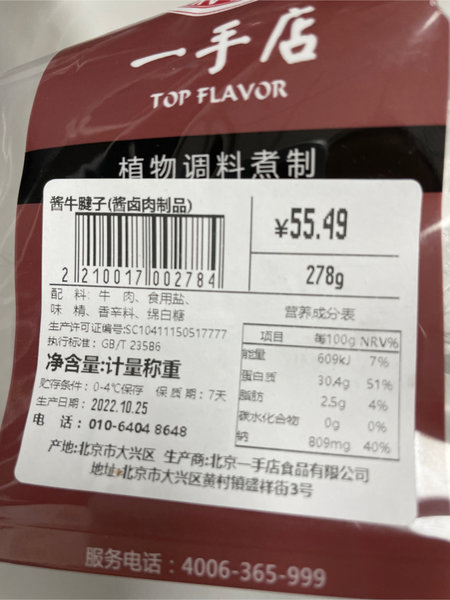 一手店
TOP FLAVOR
植物调料煮制
酱牛腱子(酱卤肉制品)
2 210017 002784
¥55.49
278g
配 料: 牛 肉、食用盐、
味 精、香辛料、绵白糖
生产许可证编号:SC10411150517777
执行标准: GB/T 23586
净含量:计量称重
贮存条件: 0-4℃保存 保 质 期: 7天
生产日期: 2022.10.25
电 话: 010-6404 8648
营养成分表
项目 每100g NRV%
能量 609kJ 7%
蛋白质 30.4g 51%
脂肪 2.5g 4%
碳水化合物 0g 0%
钠 809mg 40%
产地:北京市大兴区 生产商:北京一手店食品有限公司
地址:北京市大兴区黄村镇盛祥街3号
服务电话: 4006-365-999